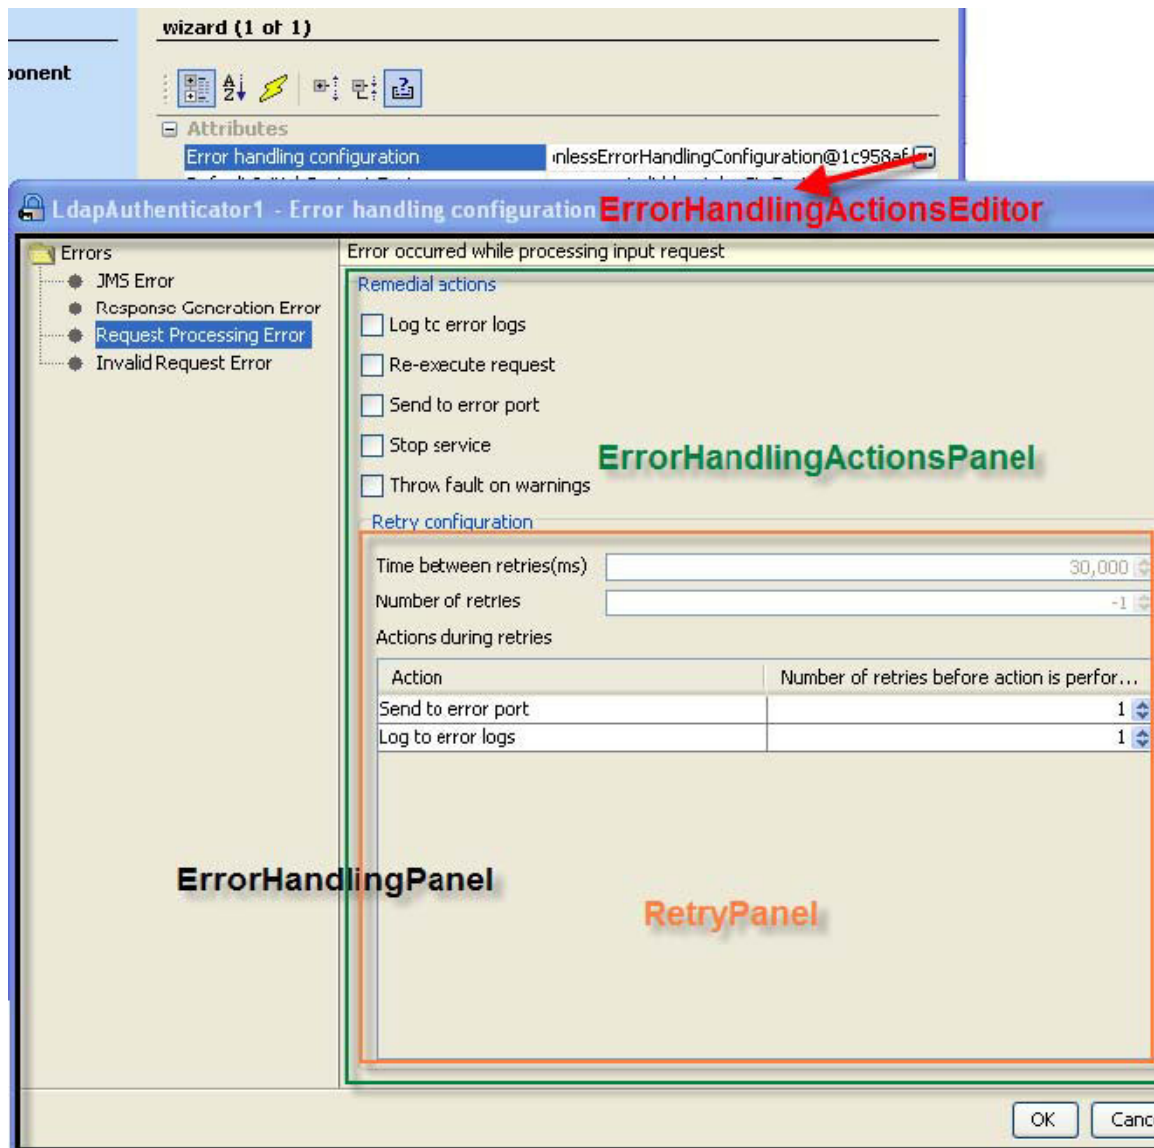 wizard (1 of 1)
ponent
Attributes
Error handling configuration nlessErrorHandlingConfiguration@1c958af
LdapAuthenticator1 - Error handling configuration ErrorHandlingActionsEditor
Errors
Error occurred while processing input request
JMS Error
Response Generation Error
Request Processing Error
Invalid Request Error
Remedial actions
Log to error logs
Re-execute request
Send to error port
Stop service
ErrorHandlingActionsPanel
Throw fault on warnings
Retry configuration
Time between retries(ms) 30,000
Number of retries -1
Actions during retries
Action Number of retries before action is perfor...
Send to error port 1
Log to error logs 1
ErrorHandlingPanel
RetryPanel
OK Canc